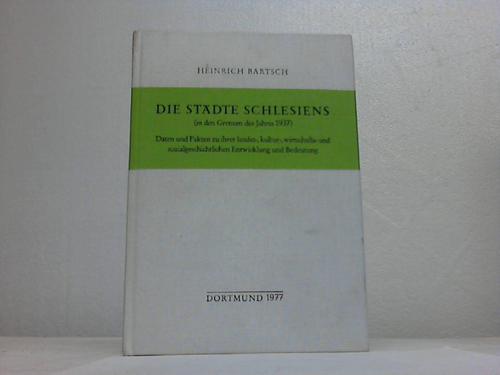 HEINRICH BARTSCH
DIE STÄDTE SCHLESIENS
(in den Grenzen des Jahres 1937)
Daten und Fakten zu ihrer landes-, kultur-, wirtschafts- und
sozialgeschichtlichen Entwicklung und Bedeutung
DORTMUND 1977